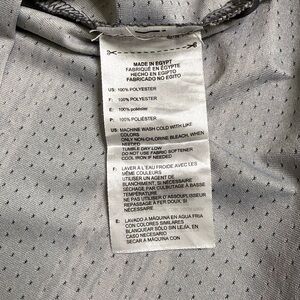 MADE IN EGYPT
FABRIQUÉ EN EGYPTE
HECHO EN EGIPTO
FABRICADO NO EGITO
US: 100% POLYESTER
F: 100% POLYESTER
E: 100% poliéster
P: 100% POLIÉSTER
US: MACHINE WASH COLD WITH LIKE
COLORS
ONLY NON-CHLORINE BLEACH, WHEN
NEEDED
TUMBLE DRY LOW
DO NOT USE FABRIC SOFTENER
COOL IRON IF NEEDED
F: LAVER A L'EAU FROIDE AVEC LES
MÊME COULEURS
UTILISER UN AGENT DE
BLANCHIMENT, SI NÉCESSAIRE
SÉCHAGE PAR CULBUTAGE À BASSE
TEMPÉRATURE
NE PAS UTILISER D'ASSOUPLISSEUR
REPASSAGE À FER DOUX, SI
NÉCESSAIRE
E: LAVADO A MÁQUINA EN AGUA FRIA
CON COLORES SIMILARES
BLANQUEAR SÓLO SIN LEJÍA, EN
CASO NECESARIO
SECAR A MÁQUINA CON